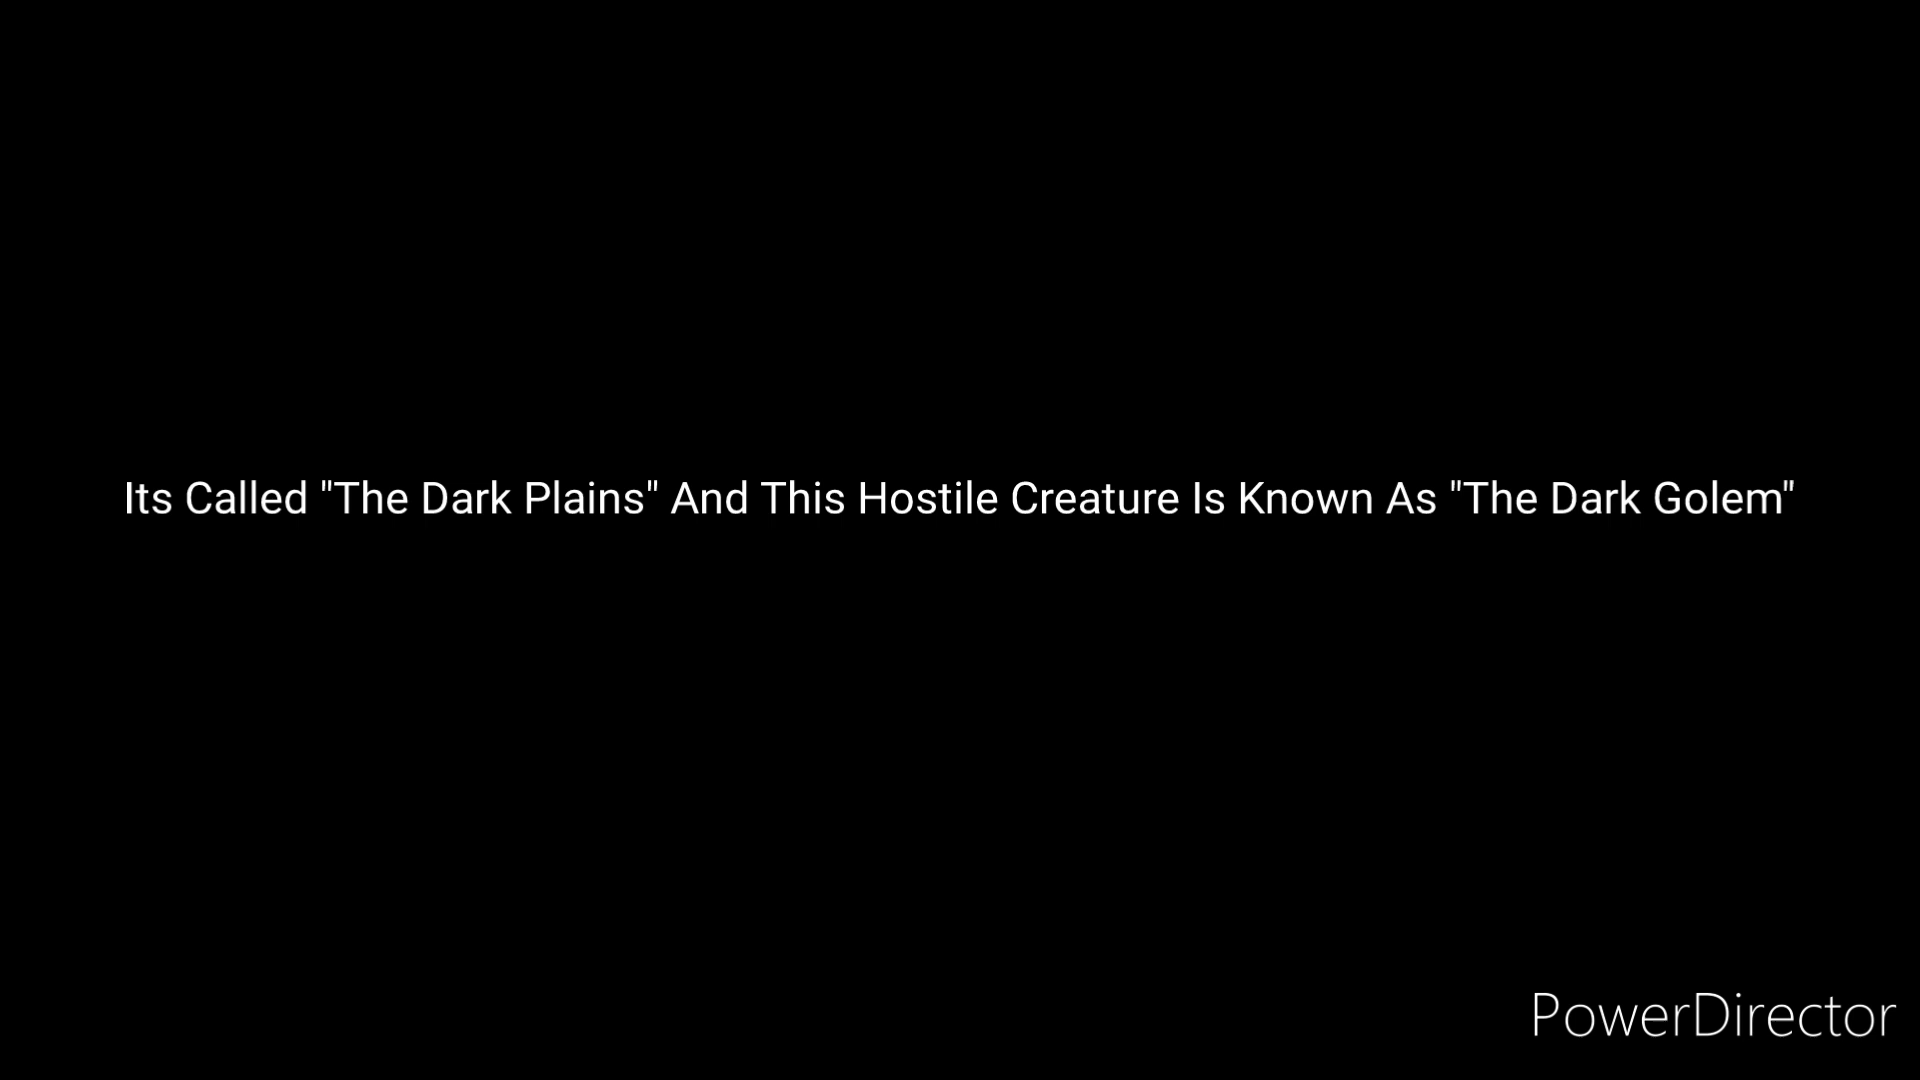 Its Called "The Dark Plains" And This Hostile Creature Is Known As "The Dark Golem"
PowerDirector